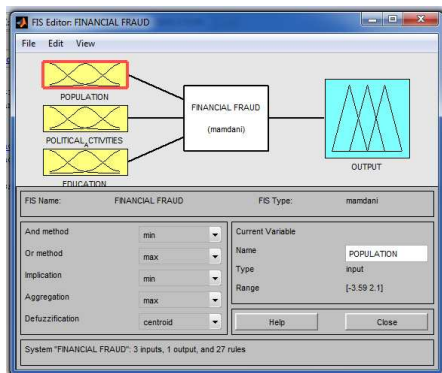 FIS Editor: FINANCIAL FRAUD
File Edit View
POPULATION
POLITICAL_ACTIVITIES
EDUCATION
FINANCIAL FRAUD
(mamdani)
OUTPUT
FIS Name: FINANCIAL FRAUD FIS Type: mamdani
And method min
Or method max
Implication min
Aggregation max
Defuzzification centroid
Current Variable
Name POPULATION
Type input
Range [-3.59 2.1]
Help Close
System "FINANCIAL FRAUD": 3 inputs, 1 output, and 27 rules